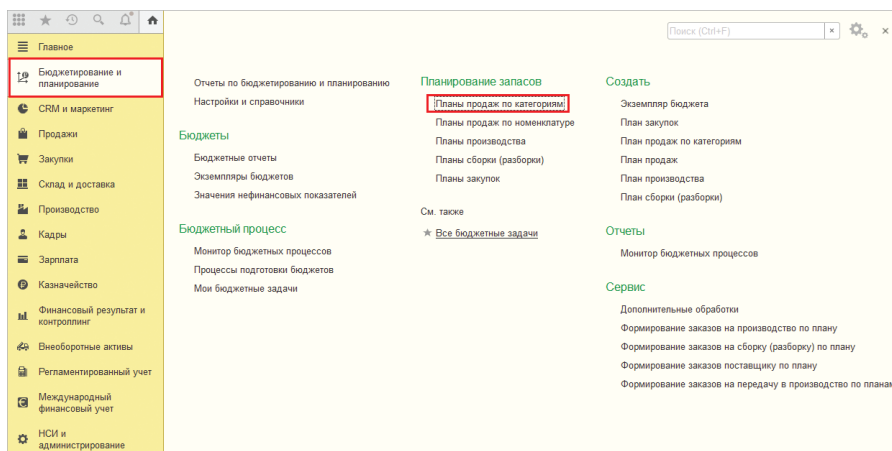 Поиск (Ctrl+F)
Главное
Бюджетирование и
планирование
CRM и маркетинг
Продажи
Закупки
Склад и доставка
Производство
Кадры
Зарплата
Казначейство
Финансовый результат и
контроллинг
Внеоборотные активы
Регламентированный учет
Международный
финансовый учет
НСИ и
администрирование
Отчеты по бюджетированию и планированию
Настройки и справочники
Бюджеты
Бюджетные отчеты
Экземпляры бюджетов
Значения нефинансовых показателей
Бюджетный процесс
Монитор бюджетных процессов
Процессы подготовки бюджетов
Мои бюджетные задачи
Планирование запасов
Планы продаж по категориям
Планы продаж по номенклатуре
Планы производства
Планы сборки (разборки)
Планы закупок
См. также
Все бюджетные задачи
Создать
Экземпляр бюджета
План закупок
План продаж по категориям
План продаж
План производства
План сборки (разборки)
Отчеты
Монитор бюджетных процессов
Сервис
Дополнительные обработки
Формирование заказов на производство по плану
Формирование заказов на сборку (разборку) по плану
Формирование заказов поставщику по плану
Формирование заказов на передачу в производство по планам